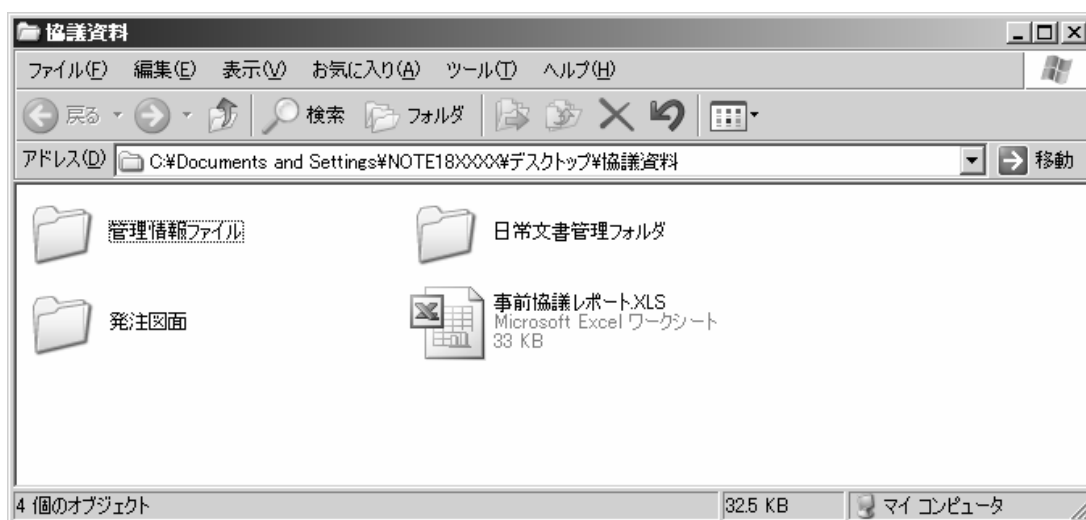 協議資料
ファイル(F) 編集(E) 表示(V) お気に入り(A) ツール(T) ヘルプ(H)
戻る 検索 フォルダ
アドレス(D) C:¥Documents and Settings¥NOTE18XXXX¥デスクトップ¥協議資料 移動
管理情報ファイル 日常文書管理フォルダ
発注図面 事前協議レポート.XLS
Microsoft Excel ワークシート
33 KB
4 個のオブジェクト 32.5 KB マイ コンピュータ